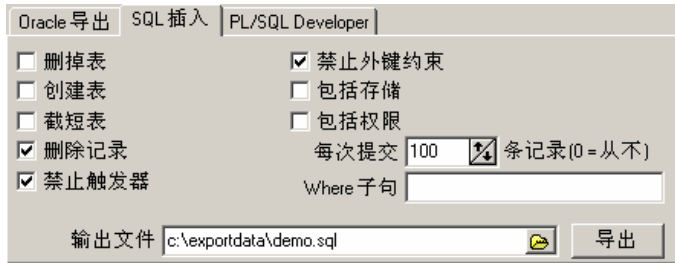 Oracle 导出 SQL 插入 PL/SQL Developer
删掉表 禁止外键约束
创建表 包括存储
截短表 包括权限
删除记录 每次提交 100 条记录(0=从不)
禁止触发器 Where 子句
输出文件 c:\exportdata\demo.sql 导出